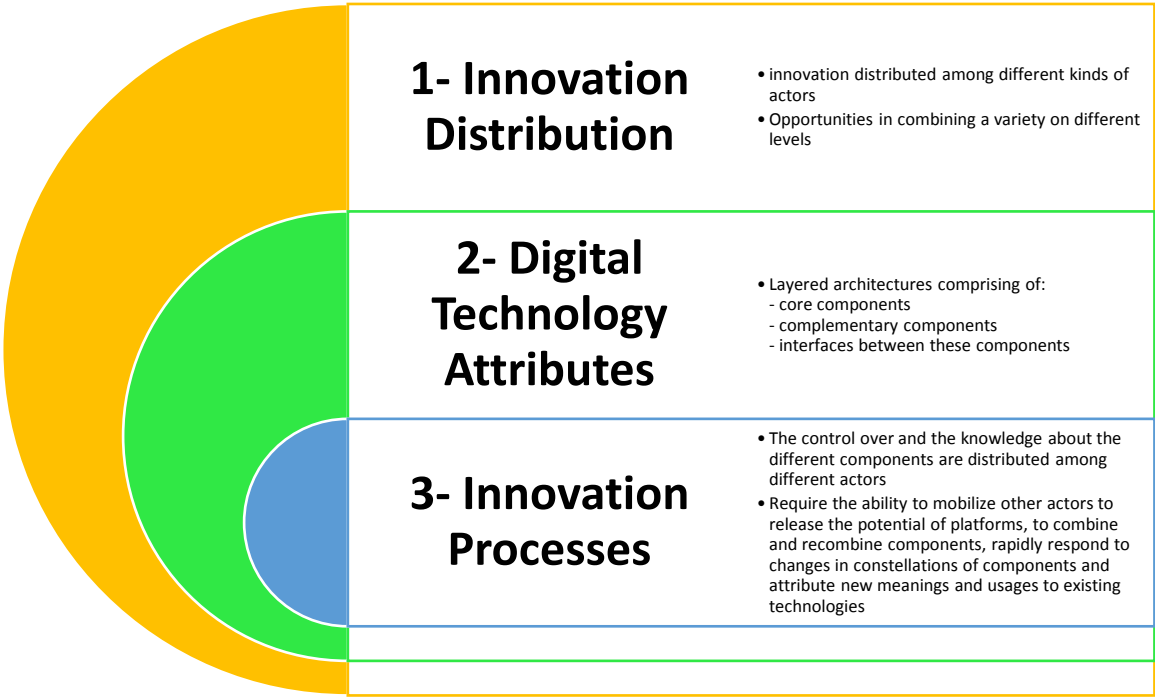 1- Innovation
Distribution
• innovation distributed among different kinds of
actors
• Opportunities in combining a variety on different
levels
2- Digital
Technology
Attributes
• Layered architectures comprising of:
- core components
- complementary components
- interfaces between these components
3- Innovation
Processes
• The control over and the knowledge about the
different components are distributed among
different actors
• Require the ability to mobilize other actors to
release the potential of platforms, to combine
and recombine components, rapidly respond to
changes in constellations of components and
attribute new meanings and usages to existing
technologies